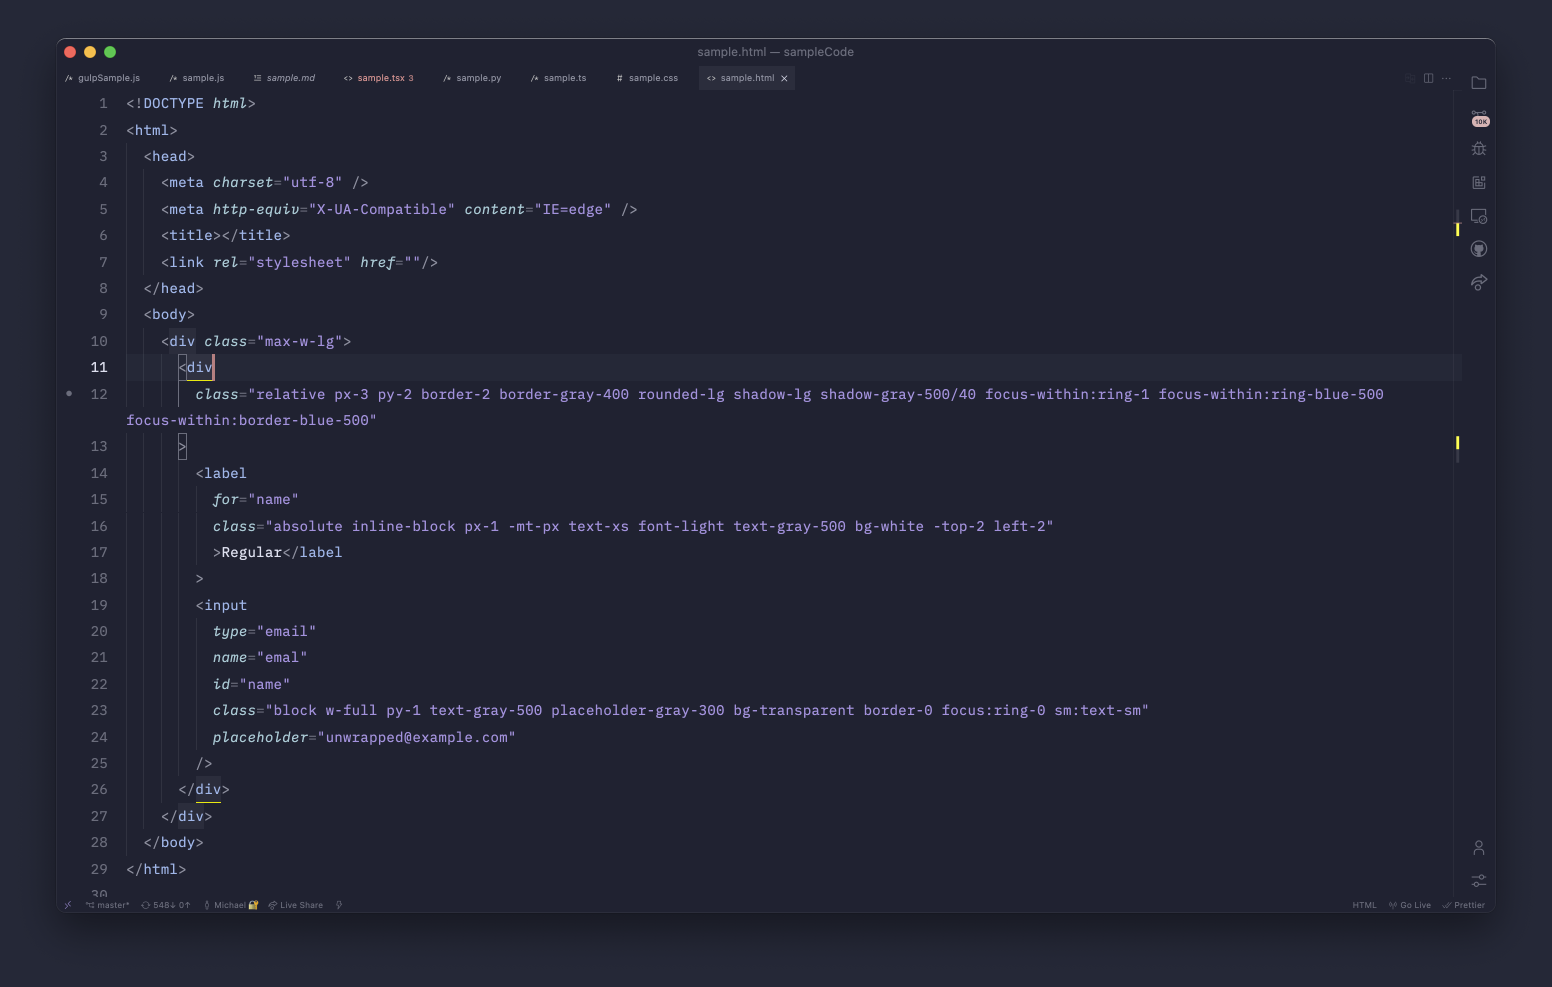 sample.html — sampleCode
gulpSample.js sample.js sample.md sample.tsx 3 sample.py sample.ts # sample.css <> sample.html ×
1 <!DOCTYPE html>
2 <html>
3 <head>
4 <meta charset="utf-8" />
5 <meta http-equiv="X-UA-Compatible" content="IE=edge" />
6 <title></title>
7 <link rel="stylesheet" href=""/>
8 </head>
9 <body>
10 <div class="max-w-lg">
11 <div
12 class="relative px-3 py-2 border-2 border-gray-400 rounded-lg shadow-lg shadow-gray-500/40 focus-within:ring-1 focus-within:ring-blue-500
focus-within:border-blue-500"
13 >
14 <label
15 for="name"
16 class="absolute inline-block px-1 -mt-px text-xs font-light text-gray-500 bg-white -top-2 left-2"
17 >Regular</label
18 >
19 <input
20 type="email"
21 name="emal"
22 id="name"
23 class="block w-full py-1 text-gray-500 placeholder-gray-300 bg-transparent border-0 focus:ring-0 sm:text-sm"
24 placeholder="unwrapped@example.com"
25 />
26 </div>
27 </div>
28 </body>
29 </html>
30
10K
master* 548↓ 0↑ Michael 🔐 Live Share HTML Go Live Prettier